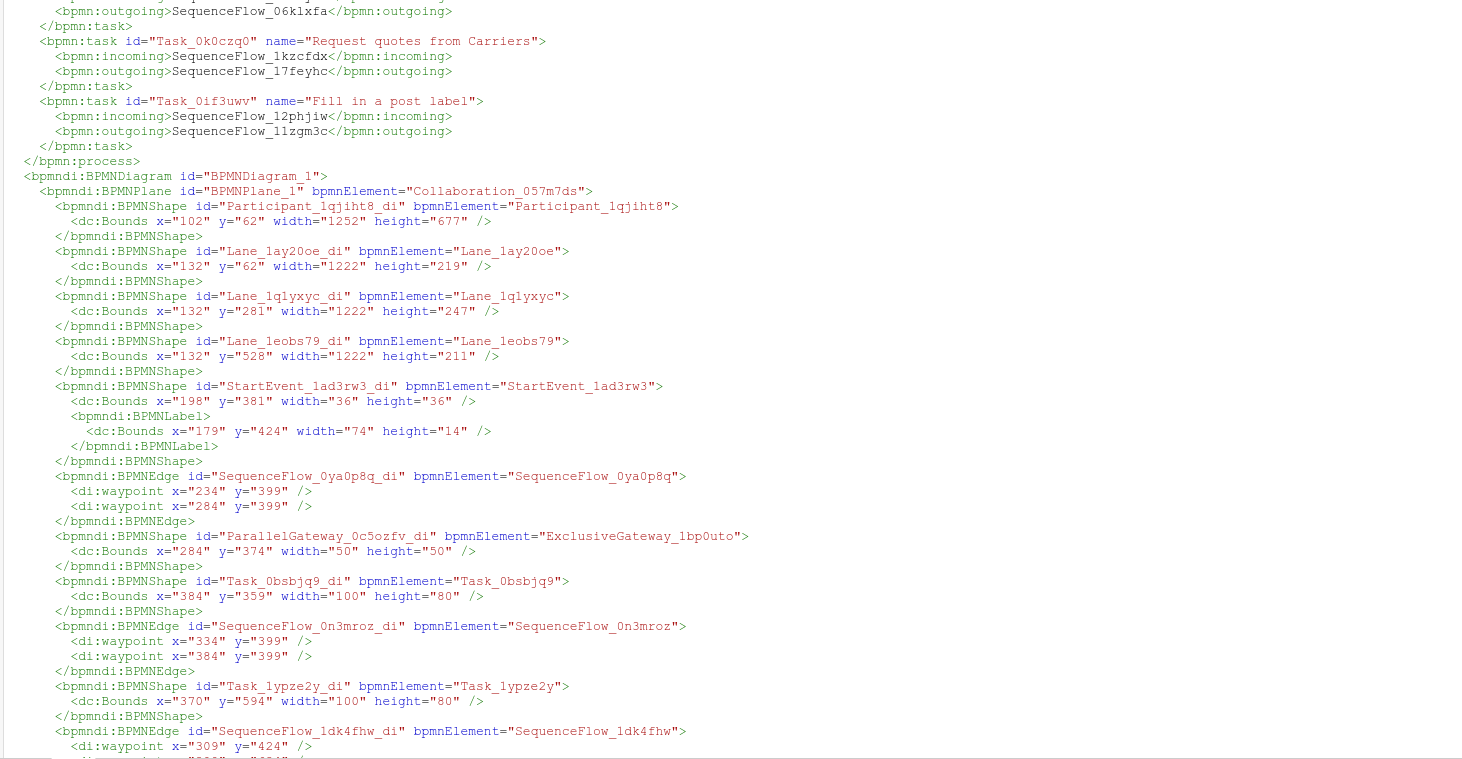 <bpmn:outgoing>SequenceFlow_06klxfa</bpmn:outgoing>
</bpmn:task>
<bpmn:task id="Task_0k0czq0" name="Request quotes from Carriers">
<bpmn:incoming>SequenceFlow_1kzcfdx</bpmn:incoming>
<bpmn:outgoing>SequenceFlow_17feyhc</bpmn:outgoing>
</bpmn:task>
<bpmn:task id="Task_0if3uwv" name="Fill in a post label">
<bpmn:incoming>SequenceFlow_12phjiw</bpmn:incoming>
<bpmn:outgoing>SequenceFlow_11zgm3c</bpmn:outgoing>
</bpmn:task>
</bpmn:process>
<bpmndi:BPMNDiagram id="BPMNDiagram_1">
<bpmndi:BPMNPlane id="BPMNPlane_1" bpmnElement="Collaboration_057m7ds">
<bpmndi:BPMNShape id="Participant_1qjiht8_di" bpmnElement="Participant_1qjiht8">
<dc:Bounds x="102" y="62" width="1252" height="677" />
</bpmndi:BPMNShape>
<bpmndi:BPMNShape id="Lane_1ay20oe_di" bpmnElement="Lane_1ay20oe">
<dc:Bounds x="132" y="62" width="1222" height="219" />
</bpmndi:BPMNShape>
<bpmndi:BPMNShape id="Lane_1qlyxyc_di" bpmnElement="Lane_1qlyxyc">
<dc:Bounds x="132" y="281" width="1222" height="247" />
</bpmndi:BPMNShape>
<bpmndi:BPMNShape id="Lane_1eobs79_di" bpmnElement="Lane_1eobs79">
<dc:Bounds x="132" y="528" width="1222" height="211" />
</bpmndi:BPMNShape>
<bpmndi:BPMNShape id="StartEvent_1ad3rw3_di" bpmnElement="StartEvent_1ad3rw3">
<dc:Bounds x="198" y="381" width="36" height="36" />
<bpmndi:BPMNLabel>
<dc:Bounds x="179" y="424" width="74" height="14" />
</bpmndi:BPMNLabel>
</bpmndi:BPMNShape>
<bpmndi:BPMNEdge id="SequenceFlow_0ya0p8q_di" bpmnElement="SequenceFlow_0ya0p8q">
<di:waypoint x="234" y="399" />
<di:waypoint x="284" y="399" />
</bpmndi:BPMNEdge>
<bpmndi:BPMNShape id="ParallelGateway_0c5ozfv_di" bpmnElement="ExclusiveGateway_1bp0uto">
<dc:Bounds x="284" y="374" width="50" height="50" />
</bpmndi:BPMNShape>
<bpmndi:BPMNShape id="Task_0bsbjq9_di" bpmnElement="Task_0bsbjq9">
<dc:Bounds x="384" y="359" width="100" height="80" />
</bpmndi:BPMNShape>
<bpmndi:BPMNEdge id="SequenceFlow_0n3mroz_di" bpmnElement="SequenceFlow_0n3mroz">
<di:waypoint x="334" y="399" />
<di:waypoint x="384" y="399" />
</bpmndi:BPMNEdge>
<bpmndi:BPMNShape id="Task_1ypze2y_di" bpmnElement="Task_1ypze2y">
<dc:Bounds x="370" y="594" width="100" height="80" />
</bpmndi:BPMNShape>
<bpmndi:BPMNEdge id="SequenceFlow_1dk4fhw_di" bpmnElement="SequenceFlow_1dk4fhw">
<di:waypoint x="309" y="424" />